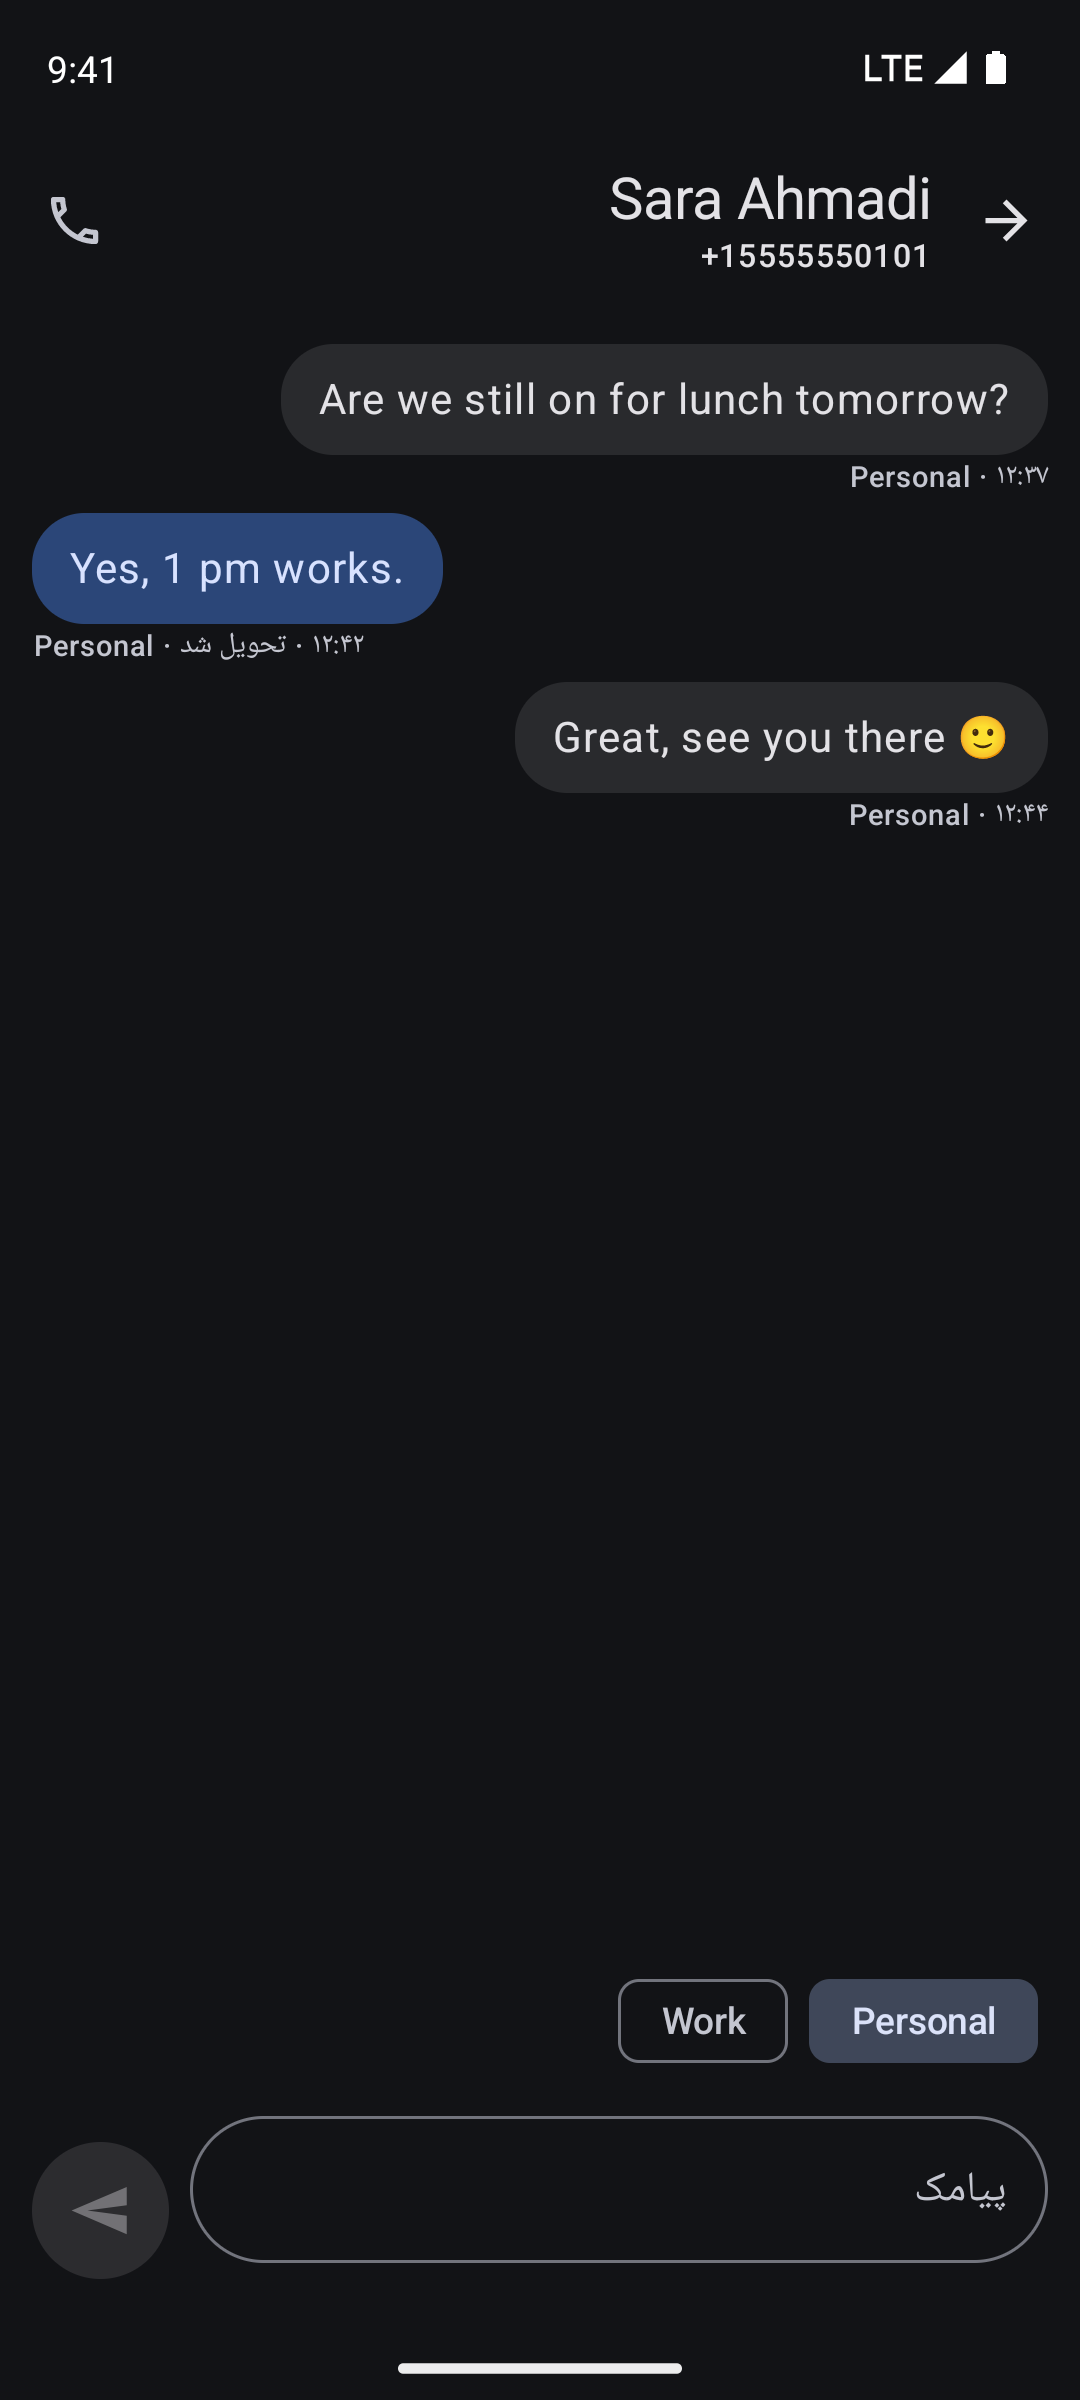 9:41
LTE
Sara Ahmadi
+15555550101
Are we still on for lunch tomorrow?
Personal · ۱۲:۳۷
Yes, 1 pm works.
Personal · تحویل شد · ۱۲:۴۲
Great, see you there 🙂
Personal · ۱۲:۴۴
Work
Personal
پیامک